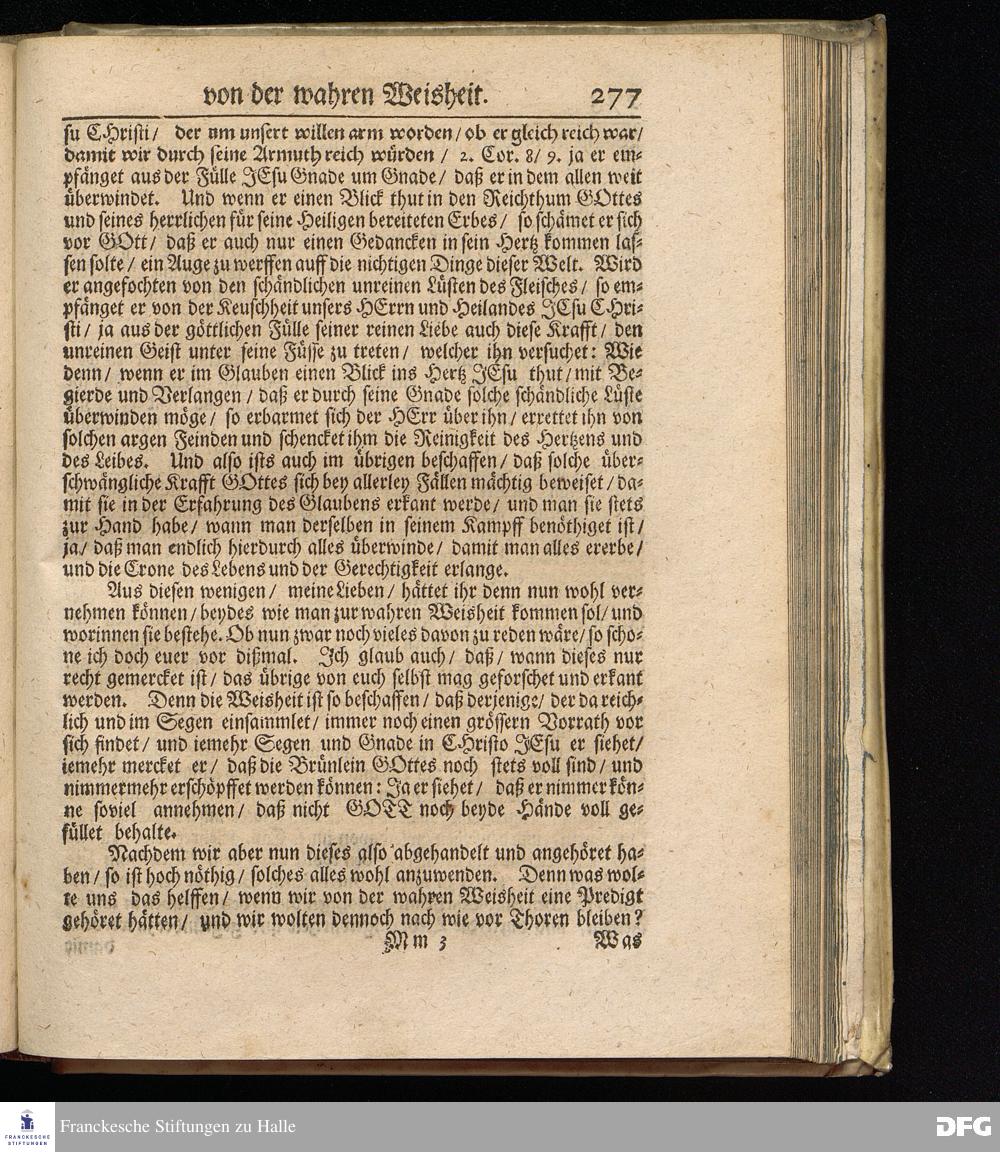 von der wahren Weisheit. 277
su CHristi / der um unsert willen arm worden / ob er gleich reich war /
damit wir durch seine Armuth reich würden / 2. Cor. 8 / 9. ja er em-
pfänget aus der Fülle JEsu Gnade um Gnade / daß er in dem allen weit
überwindet. Und wenn er einen Blick thut in den Reichthum GOttes
und seines herrlichen für seine Heiligen bereiteten Erbes / so schämet er sich
vor GOtt / daß er auch nur einen Gedancken in sein Hertz kommen las-
sen solte / ein Auge zu werffen auff die nichtigen Dinge dieser Welt. Wird
er angefochten von den schändlichen unreinen Lüsten des Fleisches / so em-
pfänget er von der Keuschheit unsers HErrn und Heilandes JEsu CHri-
sti / ja aus der göttlichen Fülle seiner reinen Liebe auch diese Krafft / den
unreinen Geist unter seine Füsse zu treten / welcher ihn versuchet: Wie
denn / wenn er im Glauben einen Blick ins Hertz JEsu thut / mit Be-
gierde und Verlangen / daß er durch seine Gnade solche schändliche Lüste
überwinden möge / so erbarmet sich der HErr über ihn / errettet ihn von
solchen argen Feinden und schencket ihm die Reinigkeit des Hertzens und
des Leibes. Und also ists auch im übrigen beschaffen / daß solche über-
schwängliche Krafft GOttes sich bey allerley Fällen mächtig beweiset / da-
mit sie in der Erfahrung des Glaubens erkant werde / und man sie stets
zur Hand habe / wann man derselben in seinem Kampff benöthiget ist /
ja / daß man endlich hierdurch alles überwinde / damit man alles ererbe /
und die Crone des Lebens und der Gerechtigkeit erlange.
Aus diesen wenigen / meine Lieben / hättet ihr denn nun wohl ver-
nehmen können / beydes wie man zur wahren Weisheit kommen sol / und
worinnen sie bestehe. Ob nun zwar noch vieles davon zu reden wäre / so scho-
ne ich doch euer vor dißmal. Ich glaub auch / daß / wann dieses nur
recht gemercket ist / das übrige von euch selbst mag geforschet und erkant
werden. Denn die Weisheit ist so beschaffen / daß derjenige / der da reich-
lich und im Segen einsammlet / immer noch einen grössern Vorrath vor
sich findet / und iemehr Segen und Gnade in CHristo JEsu er siehet /
iemehr mercket er / daß die Brünlein GOttes noch stets voll sind / und
nimmermehr erschöpffet werden können: Ja er siehet / daß er nimmer kön-
ne soviel annehmen / daß nicht GOTT noch beyde Hände voll ge-
füllet behalte.
Nachdem wir aber nun dieses also abgehandelt und angehöret ha-
ben / so ist hoch nöthig / solches alles wohl anzuwenden. Denn was wol-
te uns das helffen / wenn wir von der wahren Weisheit eine Predigt
gehöret hätten / und wir wolten dennoch nach wie vor Thoren bleiben?
Mm 3 Was
FRANCKESCHE
STIFTUNGEN
Franckesche Stiftungen zu Halle
DFG